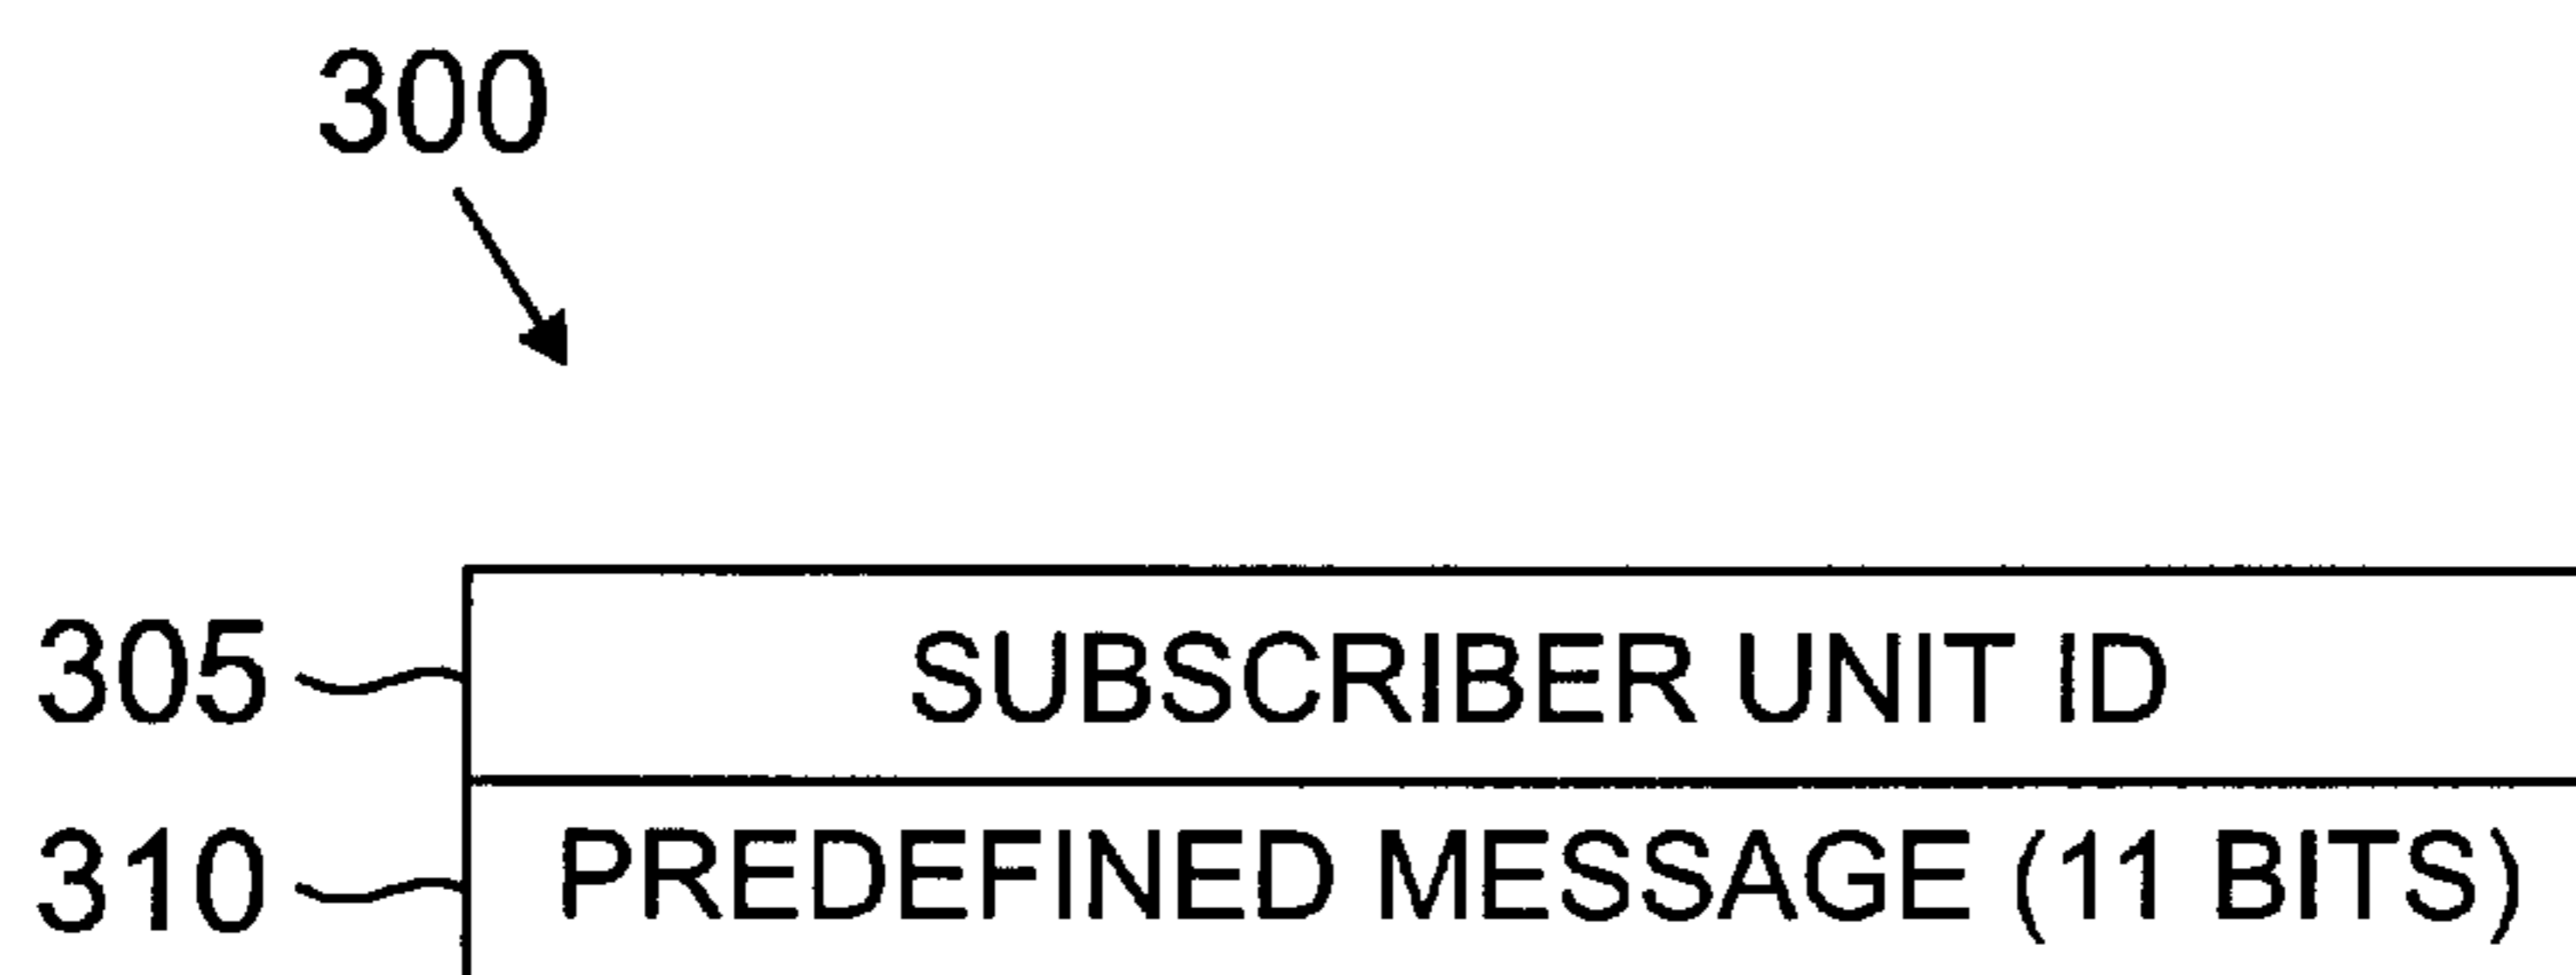 300
305 SUBSCRIBER UNIT ID
310 PREDEFINED MESSAGE (11 BITS)